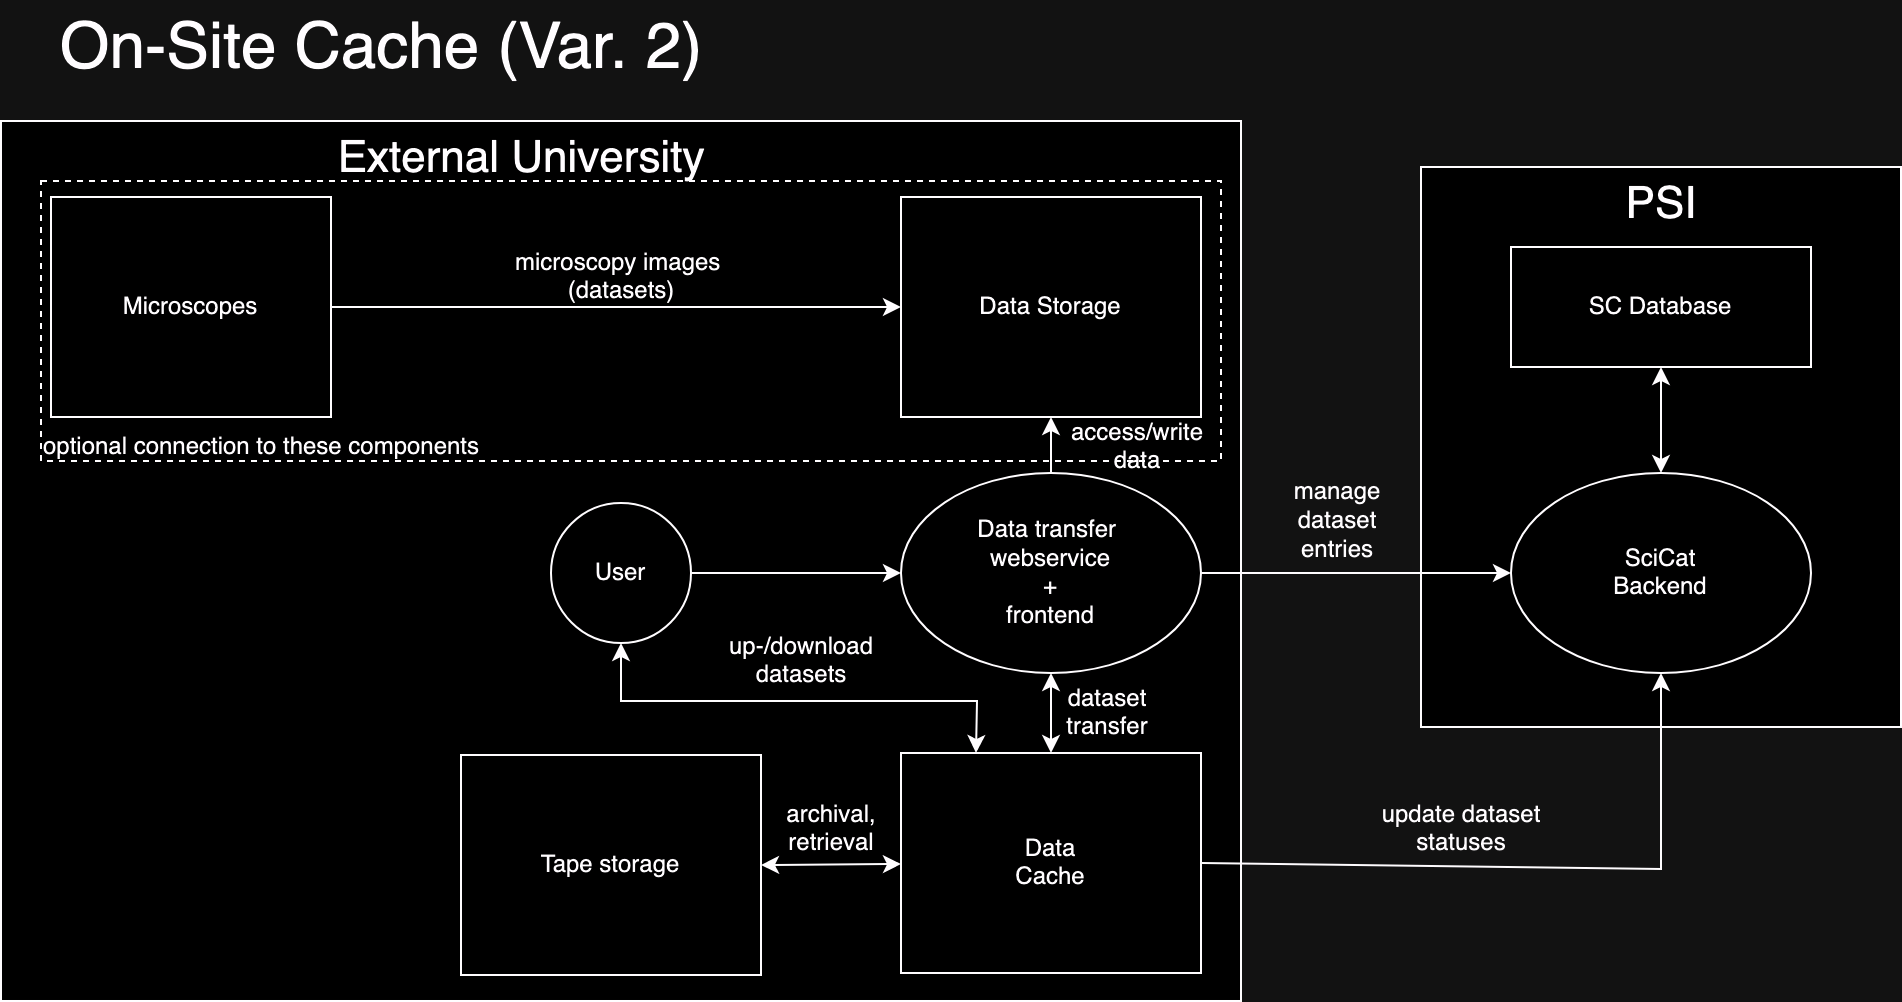 On-Site Cache (Var. 2)
External University
PSI
Microscopes
microscopy images
(datasets)
Data Storage
SC Database
optional connection to these components
access/write
data
User
Data transfer
webservice
+
frontend
manage
dataset
entries
SciCat
Backend
up-/download
datasets
dataset
transfer
Tape storage
archival,
retrieval
Data
Cache
update dataset
statuses